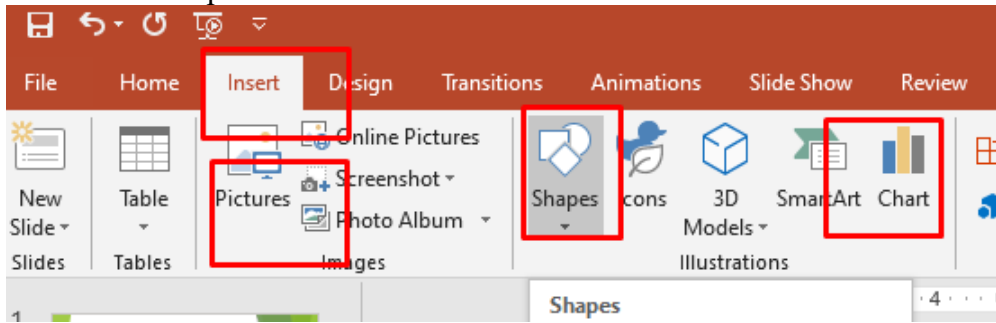 File Home Insert Design Transitions Animations Slide Show Review
Online Pictures
Screenshot
Photo Album
New Slide
Table
Pictures
Shapes
Icons
3D Models
SmartArt
Chart
Slides Tables Images Illustrations
Shapes
4
1